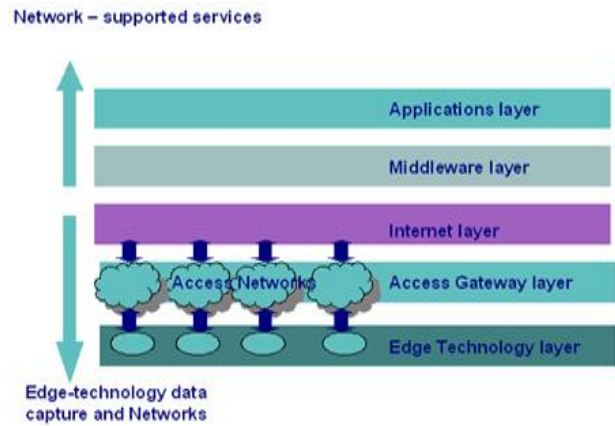 Network – supported services
Applications layer
Middleware layer
Internet layer
Access Networks
Access Gateway layer
Edge Technology layer
Edge-technology data
capture and Networks